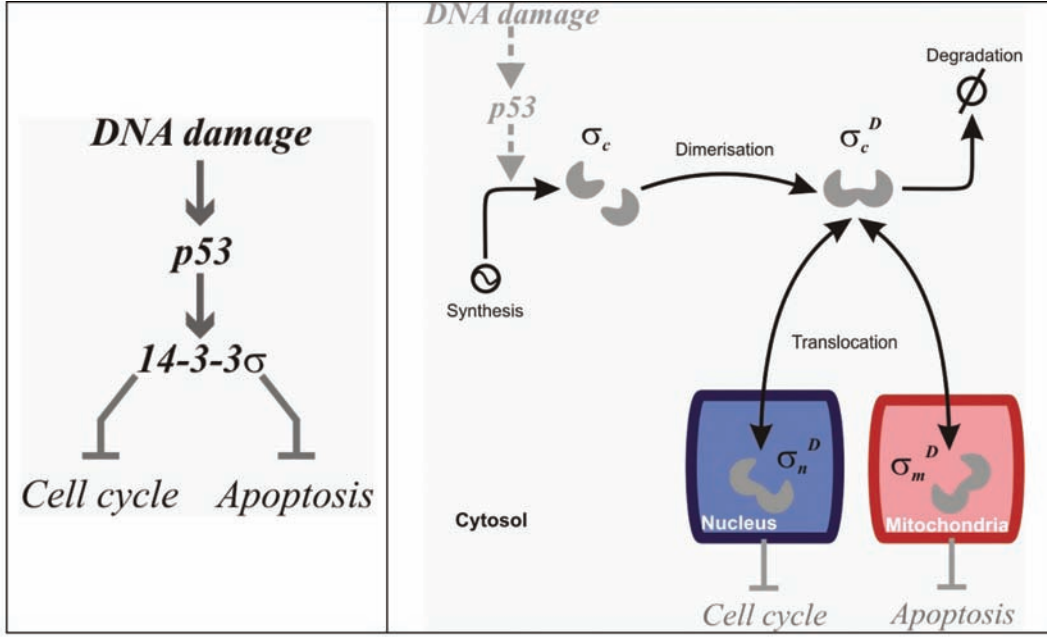 DNA damage
p53
14-3-3σ
Cell cycle
Apoptosis
DNA damage
p53
σc
Dimerisation
σcD
Degradation
Synthesis
Translocation
σnD
σmD
Cytosol
Nucleus
Mitochondria
Cell cycle
Apoptosis